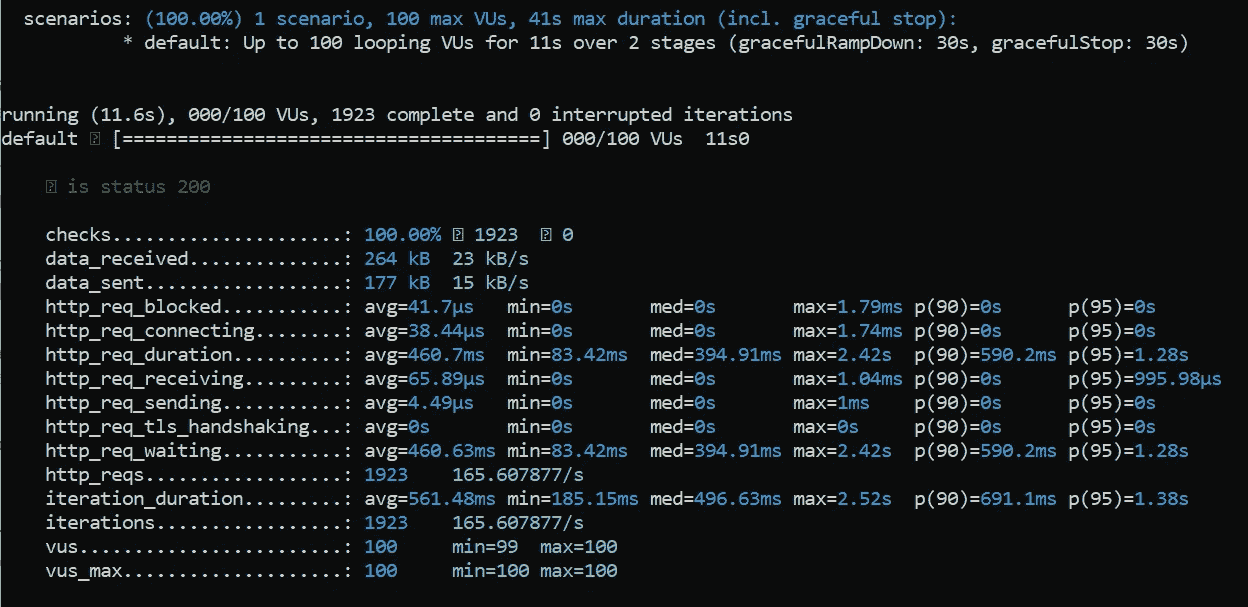 scenarios: (100.00%) 1 scenario, 100 max VUs, 41s max duration (incl. graceful stop):
* default: Up to 100 looping VUs for 11s over 2 stages (gracefulRampDown: 30s, gracefulStop: 30s)
running (11.6s), 000/100 VUs, 1923 complete and 0 interrupted iterations
default [======================================] 000/100 VUs  11s0
is status 200
checks.....................: 100.00% 1923 0
data_received..............: 264 kB  23 kB/s
data_sent..................: 177 kB  15 kB/s
http_req_blocked...........: avg=41.7µs   min=0s       med=0s       max=1.79ms p(90)=0s      p(95)=0s
http_req_connecting........: avg=38.44µs  min=0s       med=0s       max=1.74ms p(90)=0s      p(95)=0s
http_req_duration..........: avg=460.7ms  min=83.42ms  med=394.91ms max=2.42s  p(90)=590.2ms p(95)=1.28s
http_req_receiving.........: avg=65.89µs  min=0s       med=0s       max=1.04ms p(90)=0s      p(95)=995.98µs
http_req_sending...........: avg=4.49µs   min=0s       med=0s       max=1ms    p(90)=0s      p(95)=0s
http_req_tls_handshaking...: avg=0s       min=0s       med=0s       max=0s     p(90)=0s      p(95)=0s
http_req_waiting...........: avg=460.63ms min=83.42ms  med=394.91ms max=2.42s  p(90)=590.2ms p(95)=1.28s
http_reqs..................: 1923    165.607877/s
iteration_duration.........: avg=561.48ms min=185.15ms med=496.63ms max=2.52s  p(90)=691.1ms p(95)=1.38s
iterations.................: 1923    165.607877/s
vus........................: 100     min=99  max=100
vus_max....................: 100     min=100 max=100